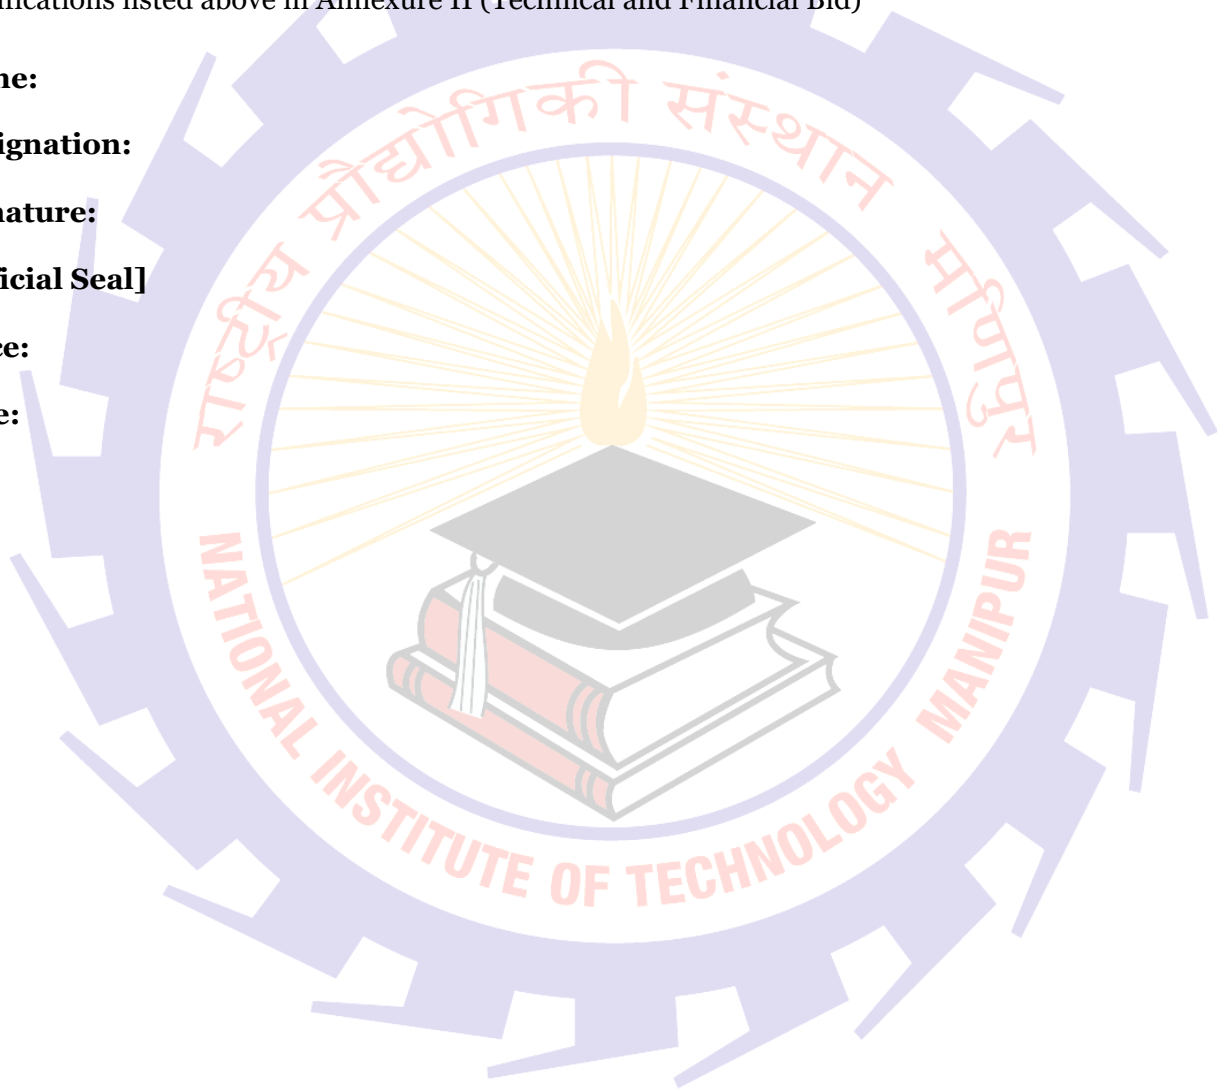 ifications listed above in Annexure II (Technical and Financial Bid)
ne:
ignation:
nature:
ficial Seal]
ce:
e:
राष्ट्रीय प्रौद्योगिकी संस्थान मणिपुर
NATIONAL INSTITUTE OF TECHNOLOGY MANIPUR